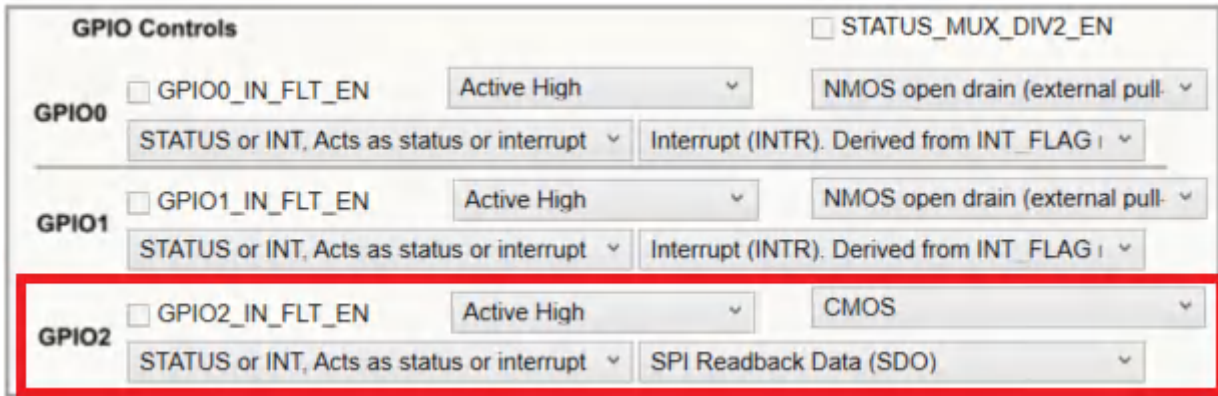 GPIO Controls STATUS_MUX_DIV2_EN
GPIO0 GPIO0_IN_FLT_EN Active High NMOS open drain (external pull-
STATUS or INT, Acts as status or interrupt Interrupt (INTR). Derived from INT_FLAG
GPIO1 GPIO1_IN_FLT_EN Active High NMOS open drain (external pull-
STATUS or INT, Acts as status or interrupt Interrupt (INTR). Derived from INT_FLAG
GPIO2 GPIO2_IN_FLT_EN Active High CMOS
STATUS or INT, Acts as status or interrupt SPI Readback Data (SDO)